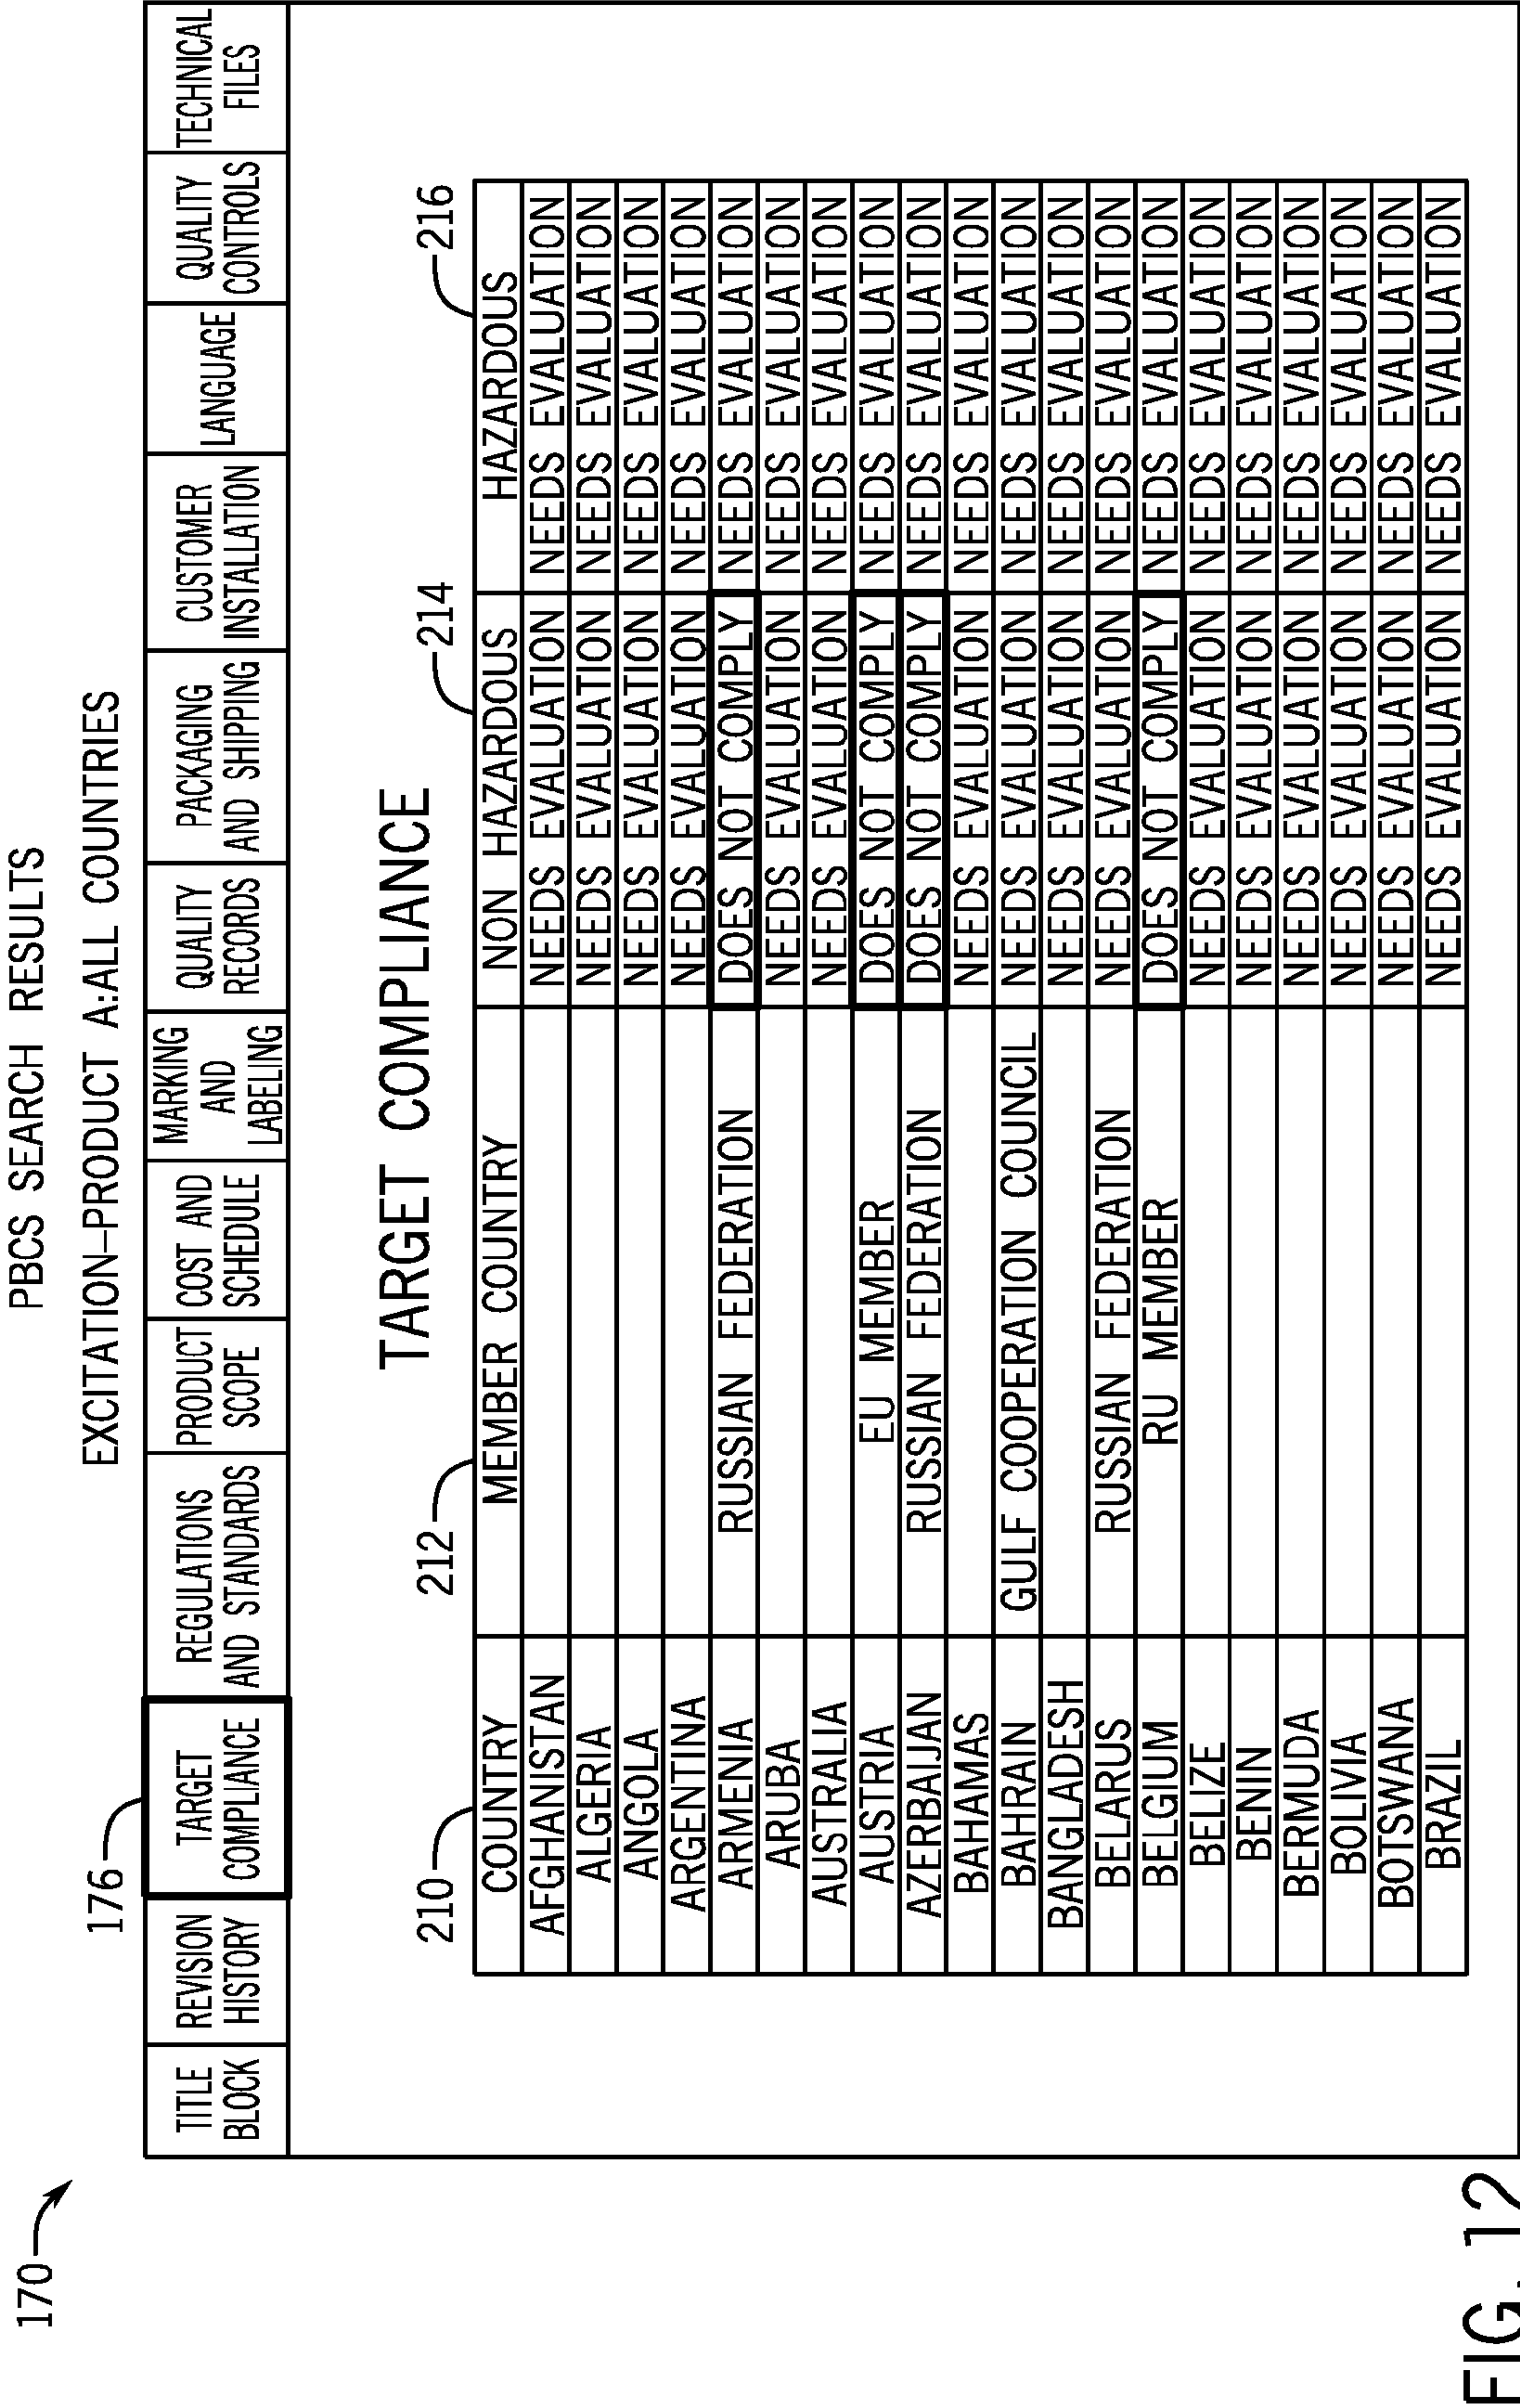 170
PBCS SEARCH RESULTS
EXCITATION-PRODUCT A:ALL COUNTRIES
176
TITLE BLOCK
REVISION HISTORY
TARGET COMPLIANCE
REGULATIONS AND STANDARDS
PRODUCT SCOPE
COST AND SCHEDULE
MARKING AND LABELING
QUALITY RECORDS
PACKAGING AND SHIPPING
CUSTOMER INSTALLATION
LANGUAGE
QUALITY CONTROLS
TECHNICAL FILES
TARGET COMPLIANCE
210 212 214 216
COUNTRY MEMBER COUNTRY NON HAZARDOUS HAZARDOUS
AFGHANISTAN NEEDS EVALUATION NEEDS EVALUATION
ALGERIA NEEDS EVALUATION NEEDS EVALUATION
ANGOLA NEEDS EVALUATION NEEDS EVALUATION
ARGENTINA NEEDS EVALUATION NEEDS EVALUATION
ARMENIA RUSSIAN FEDERATION DOES NOT COMPLY NEEDS EVALUATION
ARUBA NEEDS EVALUATION NEEDS EVALUATION
AUSTRALIA NEEDS EVALUATION NEEDS EVALUATION
AUSTRIA EU MEMBER DOES NOT COMPLY NEEDS EVALUATION
AZERBAIJAN RUSSIAN FEDERATION DOES NOT COMPLY NEEDS EVALUATION
BAHAMAS NEEDS EVALUATION NEEDS EVALUATION
BAHRAIN GULF COOPERATION COUNCIL NEEDS EVALUATION NEEDS EVALUATION
BANGLADESH NEEDS EVALUATION NEEDS EVALUATION
BELARUS RUSSIAN FEDERATION NEEDS EVALUATION NEEDS EVALUATION
BELGIUM RU MEMBER DOES NOT COMPLY NEEDS EVALUATION
BELIZE NEEDS EVALUATION NEEDS EVALUATION
BENIN NEEDS EVALUATION NEEDS EVALUATION
BERMUDA NEEDS EVALUATION NEEDS EVALUATION
BOLIVIA NEEDS EVALUATION NEEDS EVALUATION
BOTSWANA NEEDS EVALUATION NEEDS EVALUATION
BRAZIL NEEDS EVALUATION NEEDS EVALUATION
FIG. 12